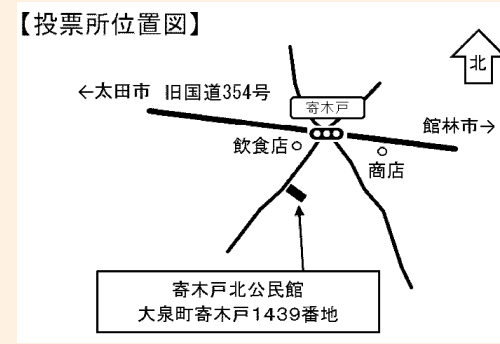 【投票所位置図】
北
←太田市 旧国道354号
寄木戸
館林市→
飲食店
商店
寄木戸北公民館
大泉町寄木戸1439番地